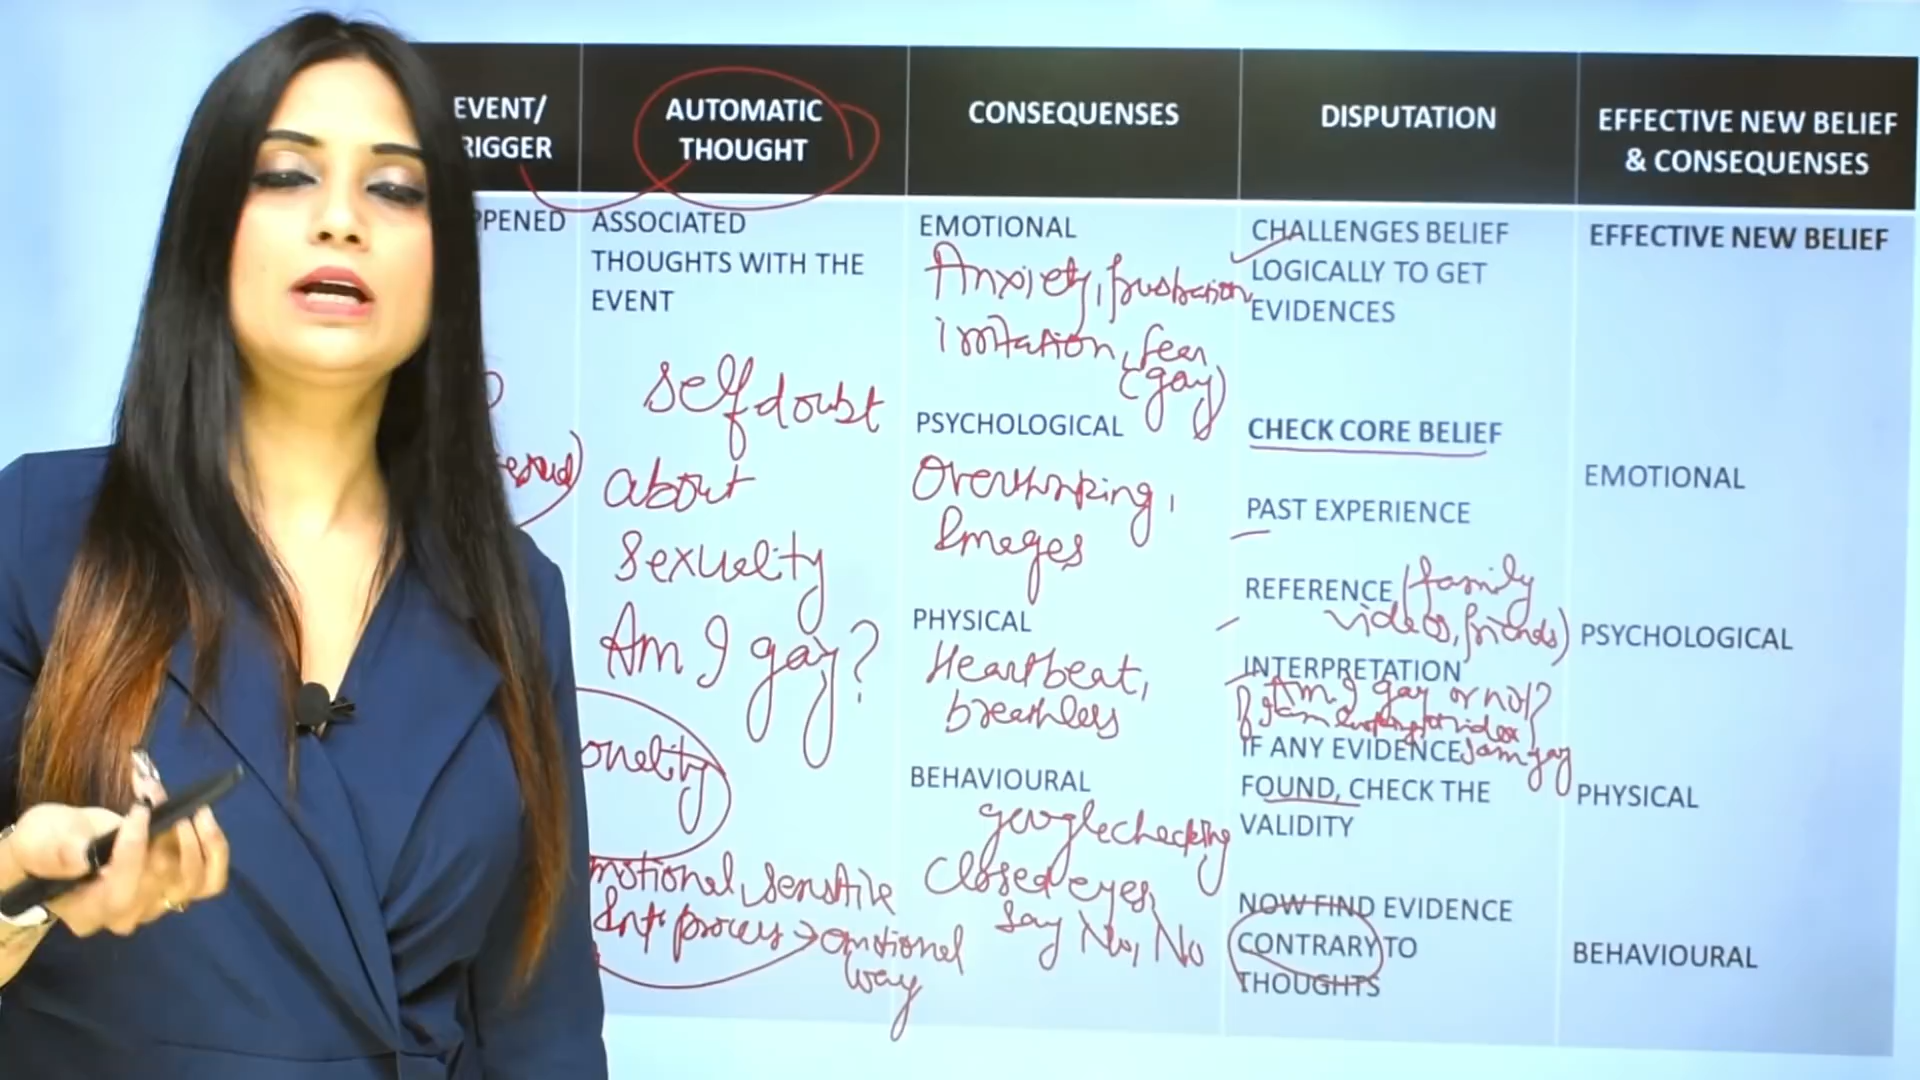 EVENT/
RIGGER
AUTOMATIC
THOUGHT
CONSEQUENSES
DISPUTATION
EFFECTIVE NEW BELIEF
& CONSEQUENSES
PPENED
ASSOCIATED
THOUGHTS WITH THE
EVENT
self doubt
about
sexuality
Am I gay?
onality
motional, sensitive
Inf process > emotional
way
EMOTIONAL
Anxiety, frustration
irritation, fear
(gay)
PSYCHOLOGICAL
Overthinking,
Images
PHYSICAL
Heartbeat,
breathless
BEHAVIOURAL
google checking
Closed eyes,
say No, No
CHALLENGES BELIEF
LOGICALLY TO GET
EVIDENCES
CHECK CORE BELIEF
PAST EXPERIENCE
REFERENCE (family
videos, friends)
INTERPRETATION
Am I gay or not?
I am
IF ANY EVIDENCE I am gay
FOUND, CHECK THE
VALIDITY
NOW FIND EVIDENCE
CONTRARY TO
THOUGHTS
EFFECTIVE NEW BELIEF
EMOTIONAL
PSYCHOLOGICAL
PHYSICAL
BEHAVIOURAL